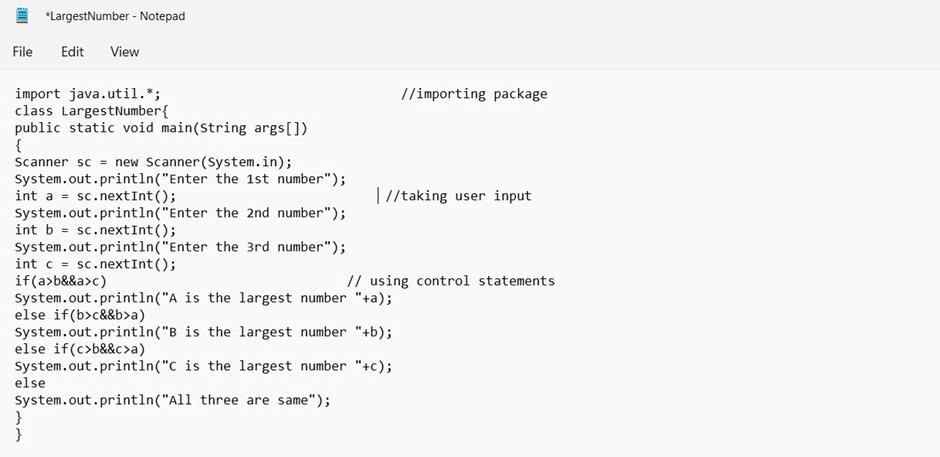 *LargestNumber - Notepad
File Edit View
import java.util.*; //importing package
class LargestNumber{
public static void main(String args[])
{
Scanner sc = new Scanner(System.in);
System.out.println("Enter the 1st number");
int a = sc.nextInt(); //taking user input
System.out.println("Enter the 2nd number");
int b = sc.nextInt();
System.out.println("Enter the 3rd number");
int c = sc.nextInt();
if(a>b&&a>c) // using control statements
System.out.println("A is the largest number "+a);
else if(b>c&&b>a)
System.out.println("B is the largest number "+b);
else if(c>b&&c>a)
System.out.println("C is the largest number "+c);
else
System.out.println("All three are same");
}
}